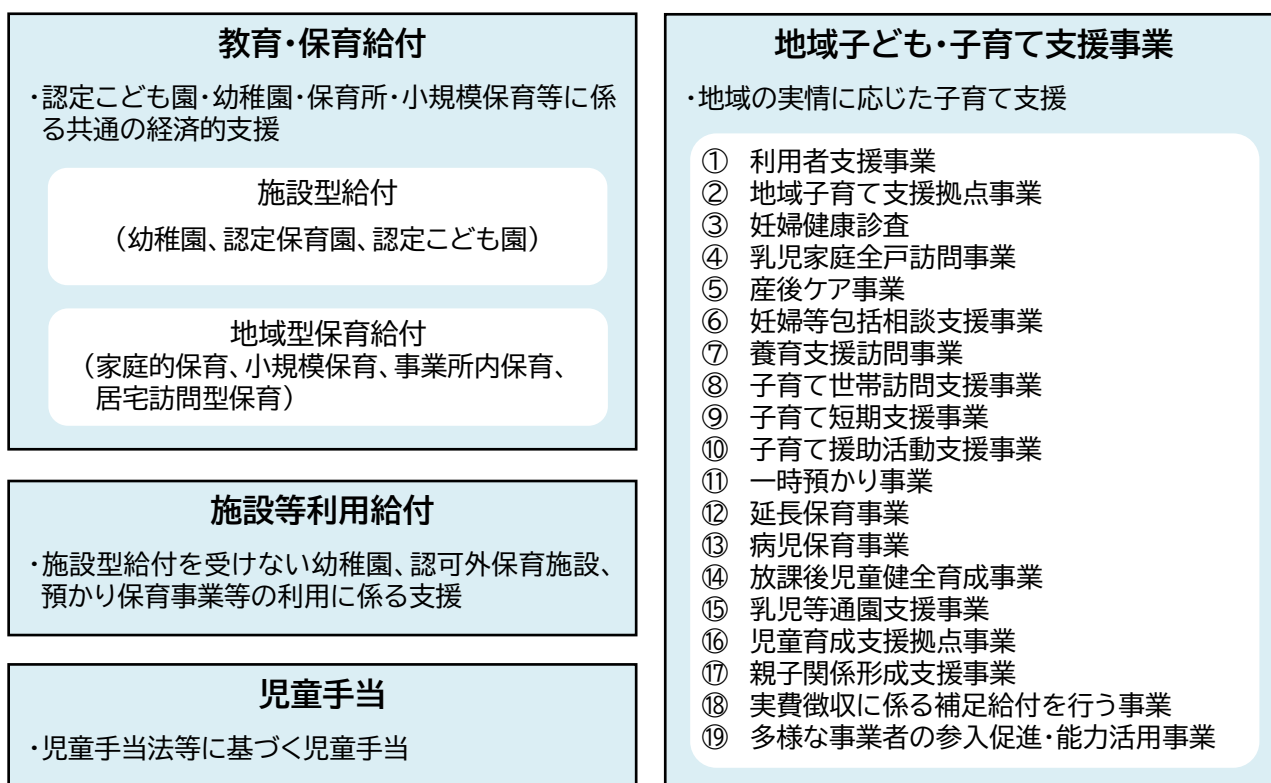 教育・保育給付
・認定こども園・幼稚園・保育所・小規模保育等に係
る共通の経済的支援
施設型給付
（幼稚園、認定保育園、認定こども園）
地域型保育給付
（家庭的保育、小規模保育、事業所内保育、
居宅訪問型保育）
施設等利用給付
・施設型給付を受けない幼稚園、認可外保育施設、
預かり保育事業等の利用に係る支援
児童手当
・児童手当法等に基づく児童手当
地域子ども・子育て支援事業
・地域の実情に応じた子育て支援
① 利用者支援事業
② 地域子育て支援拠点事業
③ 妊婦健康診査
④ 乳児家庭全戸訪問事業
⑤ 産後ケア事業
⑥ 妊婦等包括相談支援事業
⑦ 養育支援訪問事業
⑧ 子育て世帯訪問支援事業
⑨ 子育て短期支援事業
⑩ 子育て援助活動支援事業
⑪ 一時預かり事業
⑫ 延長保育事業
⑬ 病児保育事業
⑭ 放課後児童健全育成事業
⑮ 乳児等通園支援事業
⑯ 児童育成支援拠点事業
⑰ 親子関係形成支援事業
⑱ 実費徴収に係る補足給付を行う事業
⑲ 多様な事業者の参入促進・能力活用事業